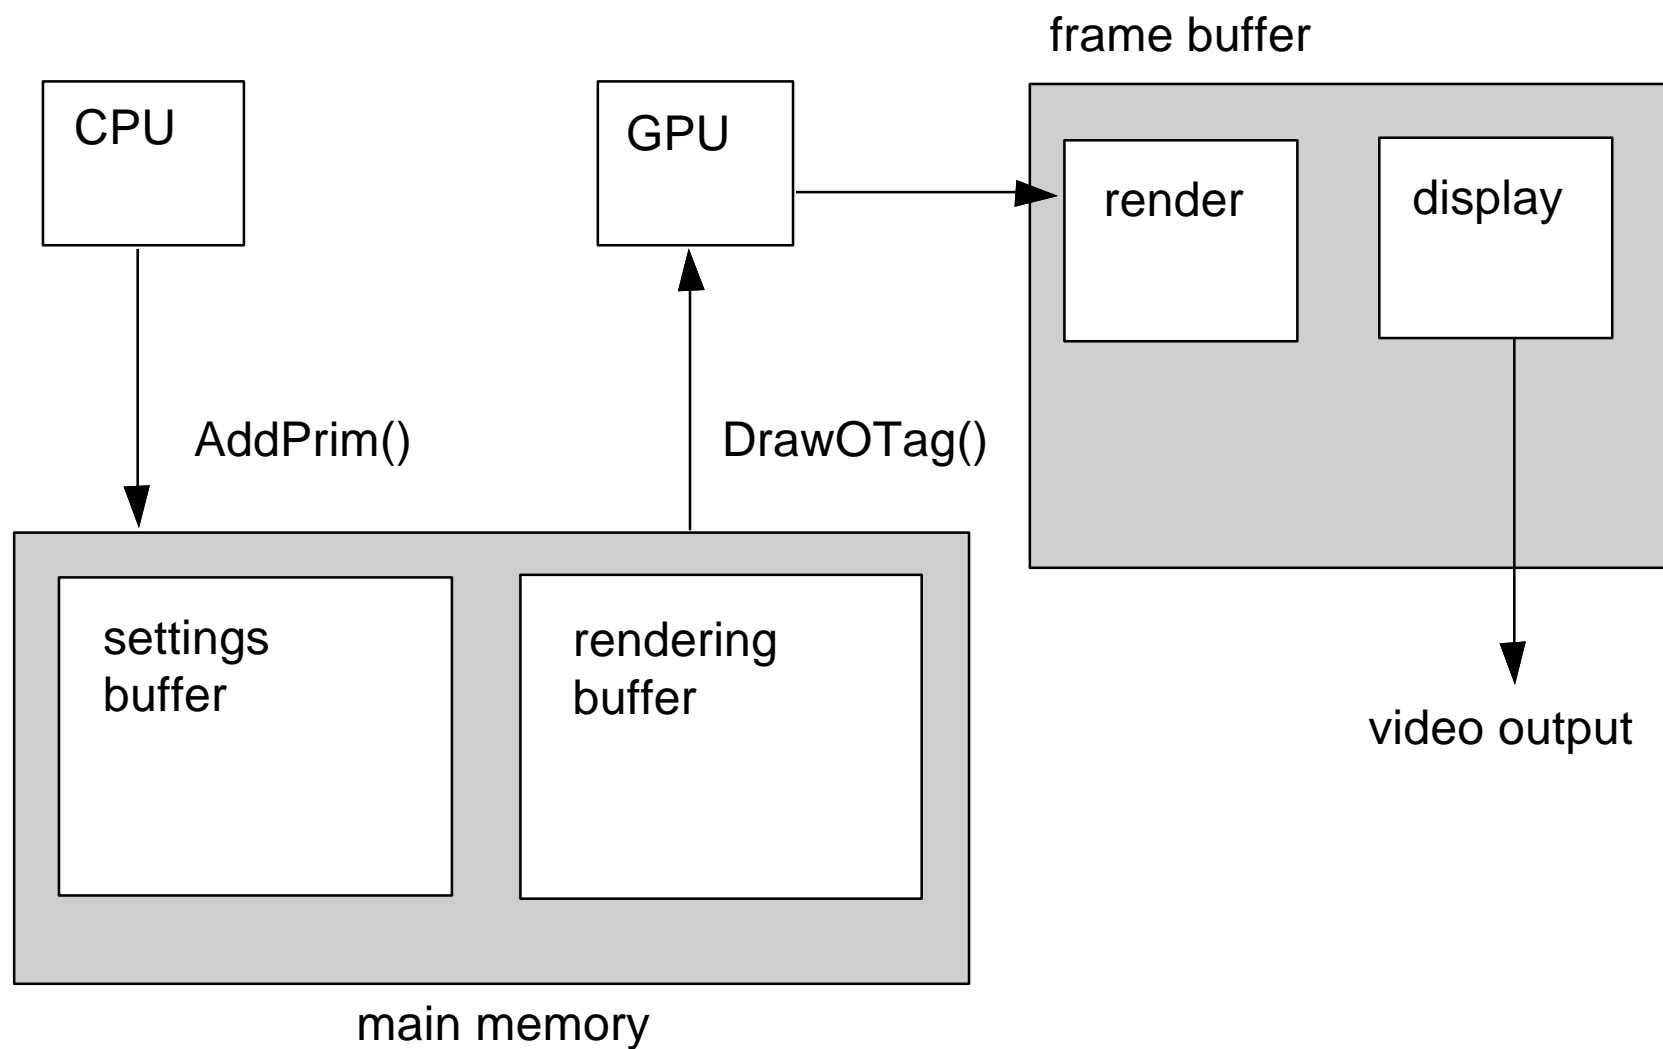 frame buffer
CPU
GPU
render
display
AddPrim()
DrawOTag()
settings
buffer
rendering
buffer
video output
main memory